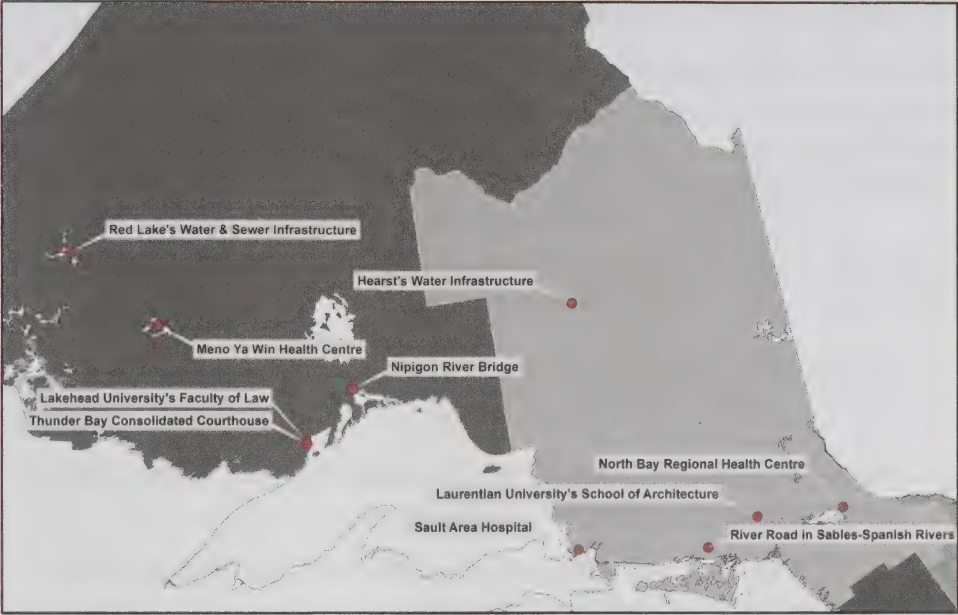 Red Lake's Water & Sewer Infrastructure
Hearst's Water Infrastructure
Meno Ya Win Health Centre
Nipigon River Bridge
Lakehead University's Faculty of Law
Thunder Bay Consolidated Courthouse
North Bay Regional Health Centre
Laurentian University's School of Architecture
Sault Area Hospital
River Road in Sables-Spanish Rivers